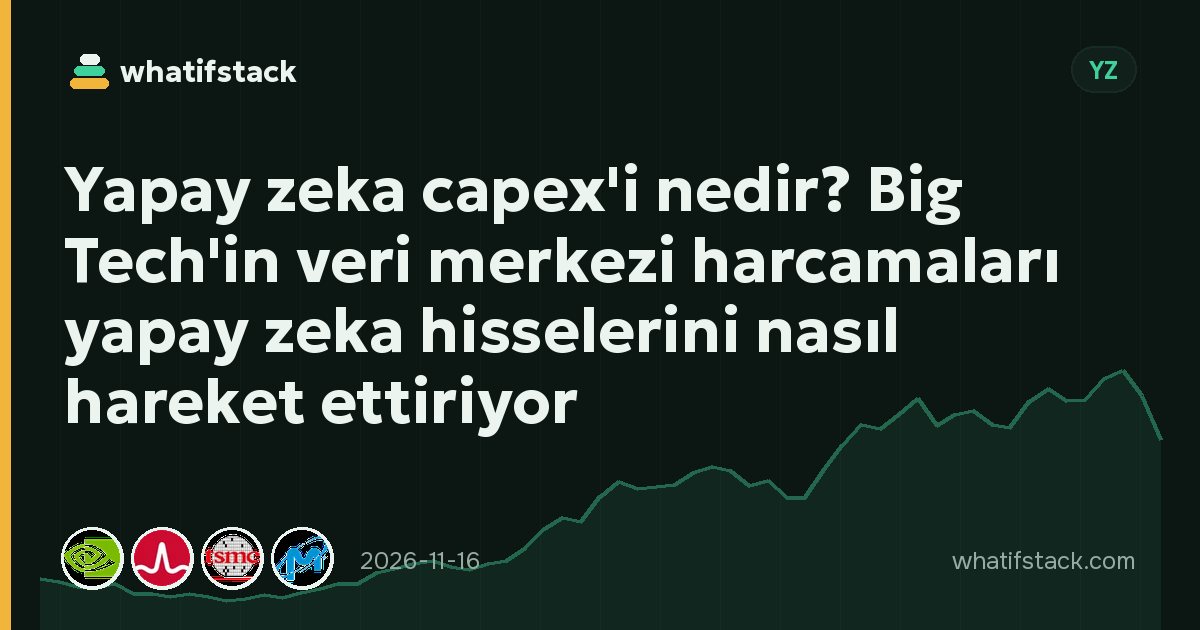 whatifstack
YZ
Yapay zeka capex'i nedir? Big
Tech'in veri merkezi harcamaları
yapay zeka hisselerini nasıl
hareket ettiriyor
tsmc
2026-11-16
whatifstack.com